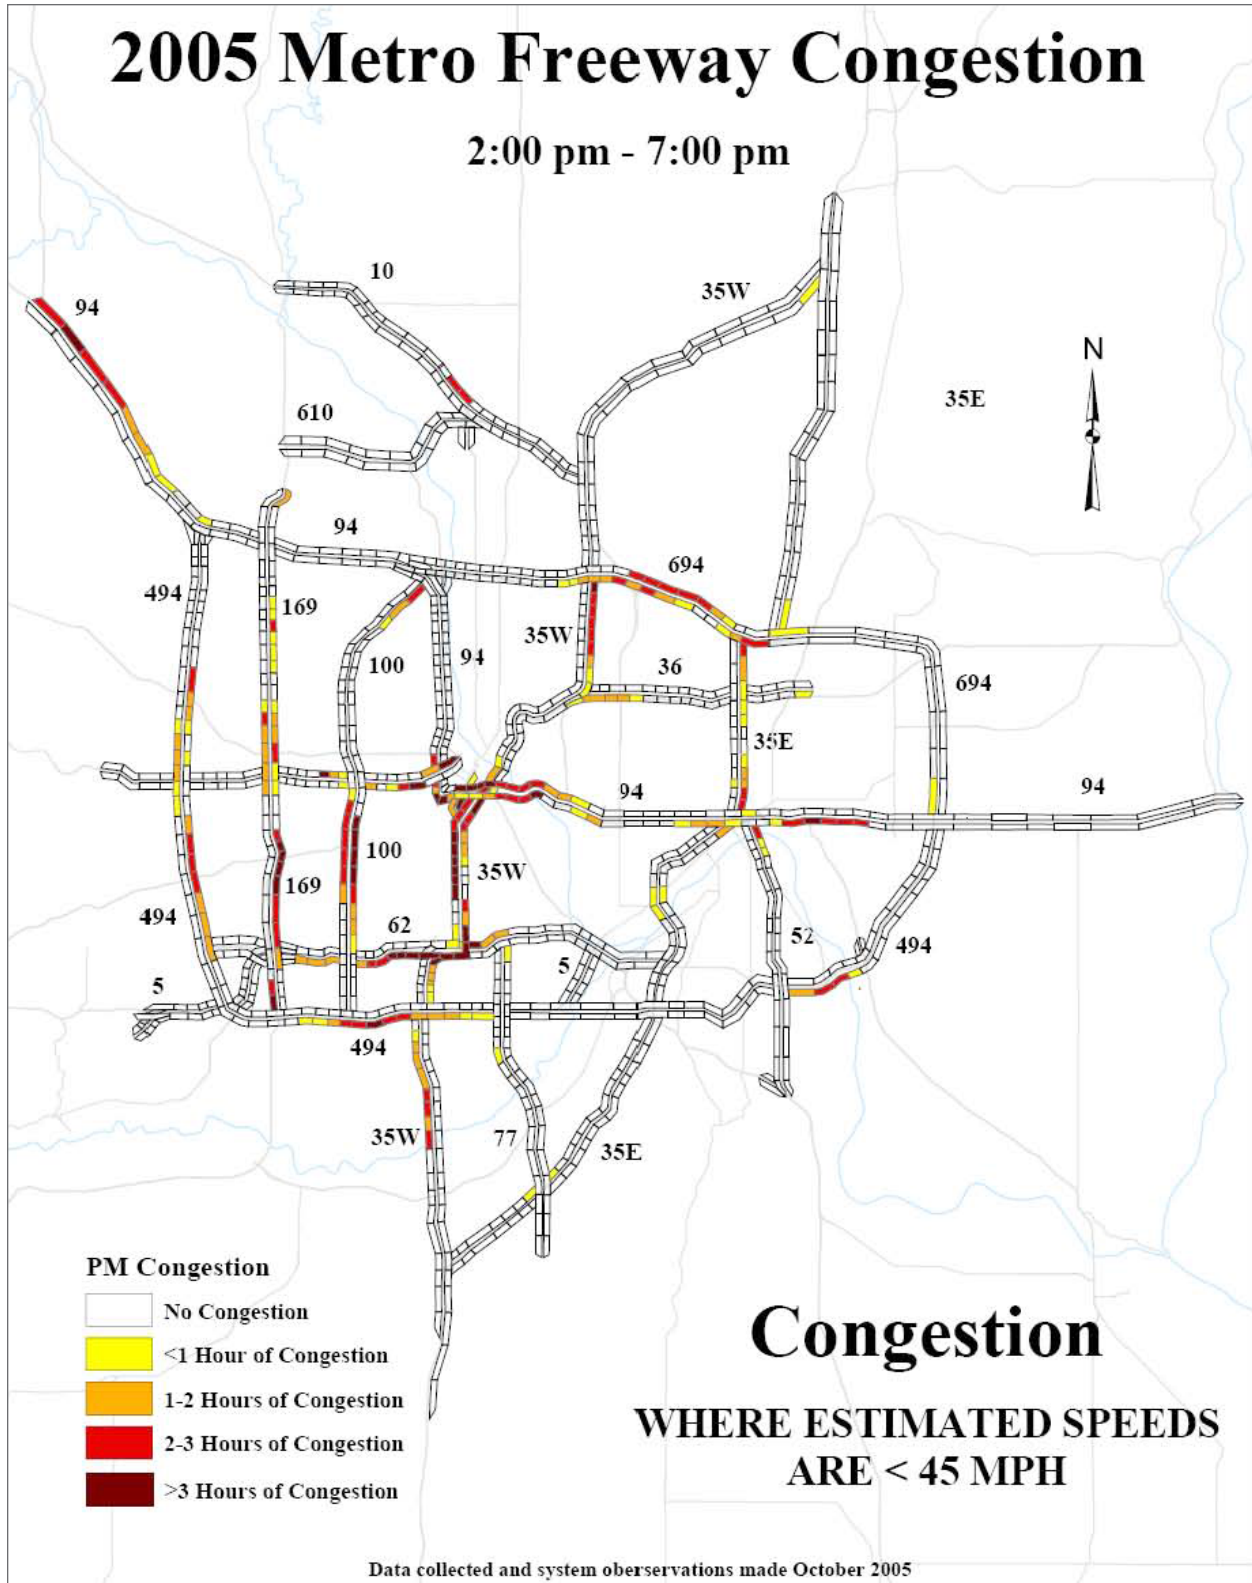 2005 Metro Freeway Congestion
2:00 pm - 7:00 pm
10
35W
94
N
35E
610
94
694
494
169
35W
94
100
36
694
35E
94
94
100
35W
169
494
62
52
494
5
5
494
35W
77
35E
PM Congestion
No Congestion
<1 Hour of Congestion
1-2 Hours of Congestion
2-3 Hours of Congestion
>3 Hours of Congestion
Congestion
WHERE ESTIMATED SPEEDS
ARE < 45 MPH
Data collected and system oberservations made October 2005